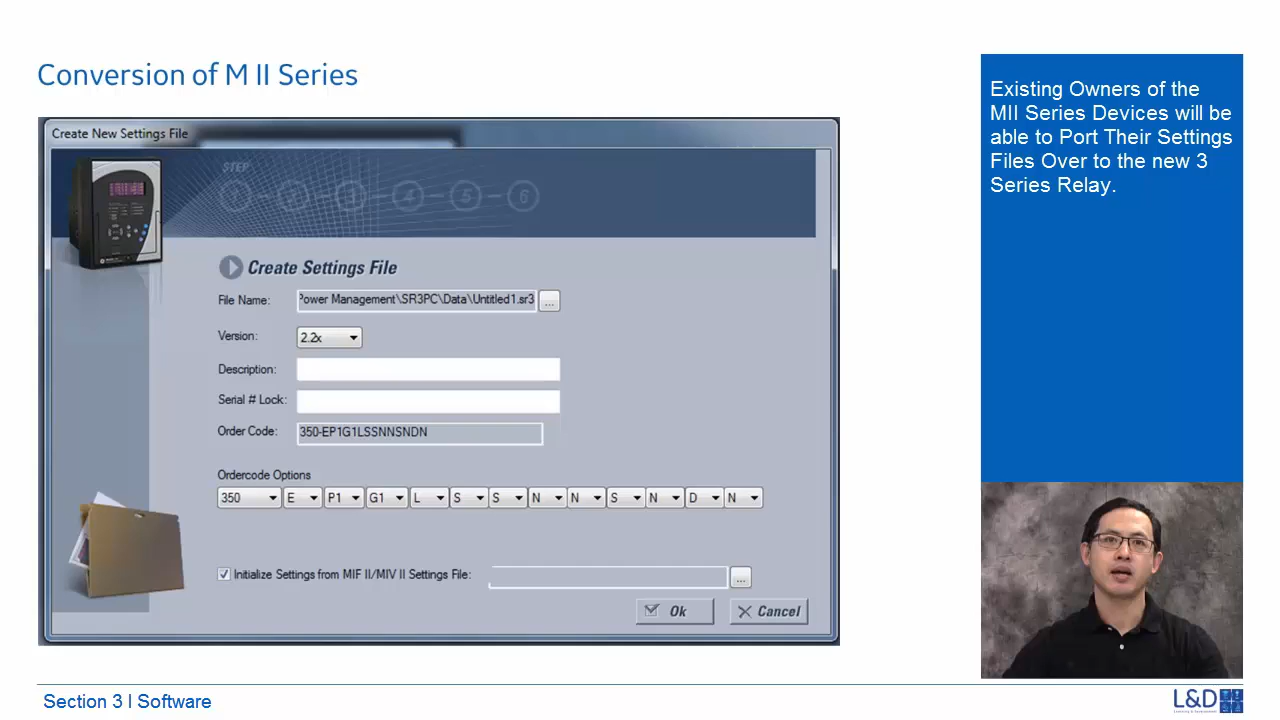 Conversion of M II Series
Create New Settings File
STEP
4
5
6
Create Settings File
File Name:
Power Management\SR3PC\Data\Untitled1.sr3
...
Version:
2.2x
Description:
Serial # Lock:
Order Code:
350-EP1G1LSSNNSNDN
Ordercode Options
350 E P1 G1 L S S N N S N D N
Initialize Settings from MIF II/MIV II Settings File:
...
Ok
Cancel
Existing Owners of the
MII Series Devices will be
able to Port Their Settings
Files Over to the new 3
Series Relay.
Section 3 l Software
L&D